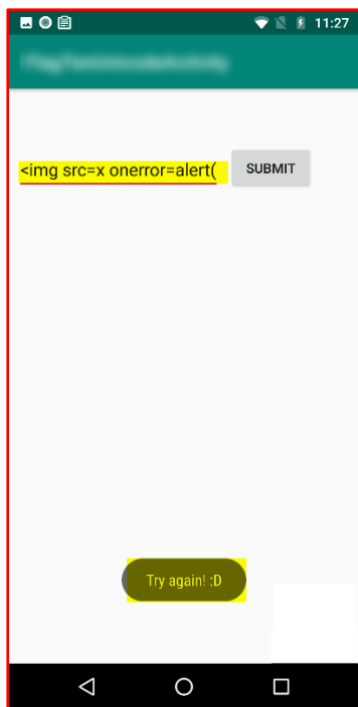 11:27
<img src=x onerror=alert(
SUBMIT
Try again! :D